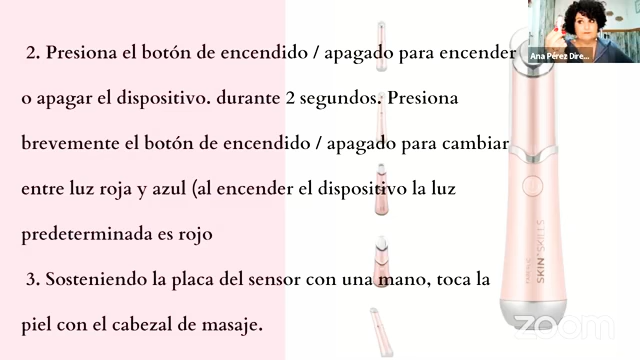 2. Presiona el botón de encendido / apagado para encender
o apagar el dispositivo. durante 2 segundos. Presiona
brevemente el botón de encendido / apagado para cambiar
entre luz roja y azul (al encender el dispositivo la luz
predeterminada es rojo
3. Sosteniendo la placa del sensor con una mano, toca la
piel con el cabezal de masaje.
Ana Pérez Dire...
SKIN'SKILLS
zoom